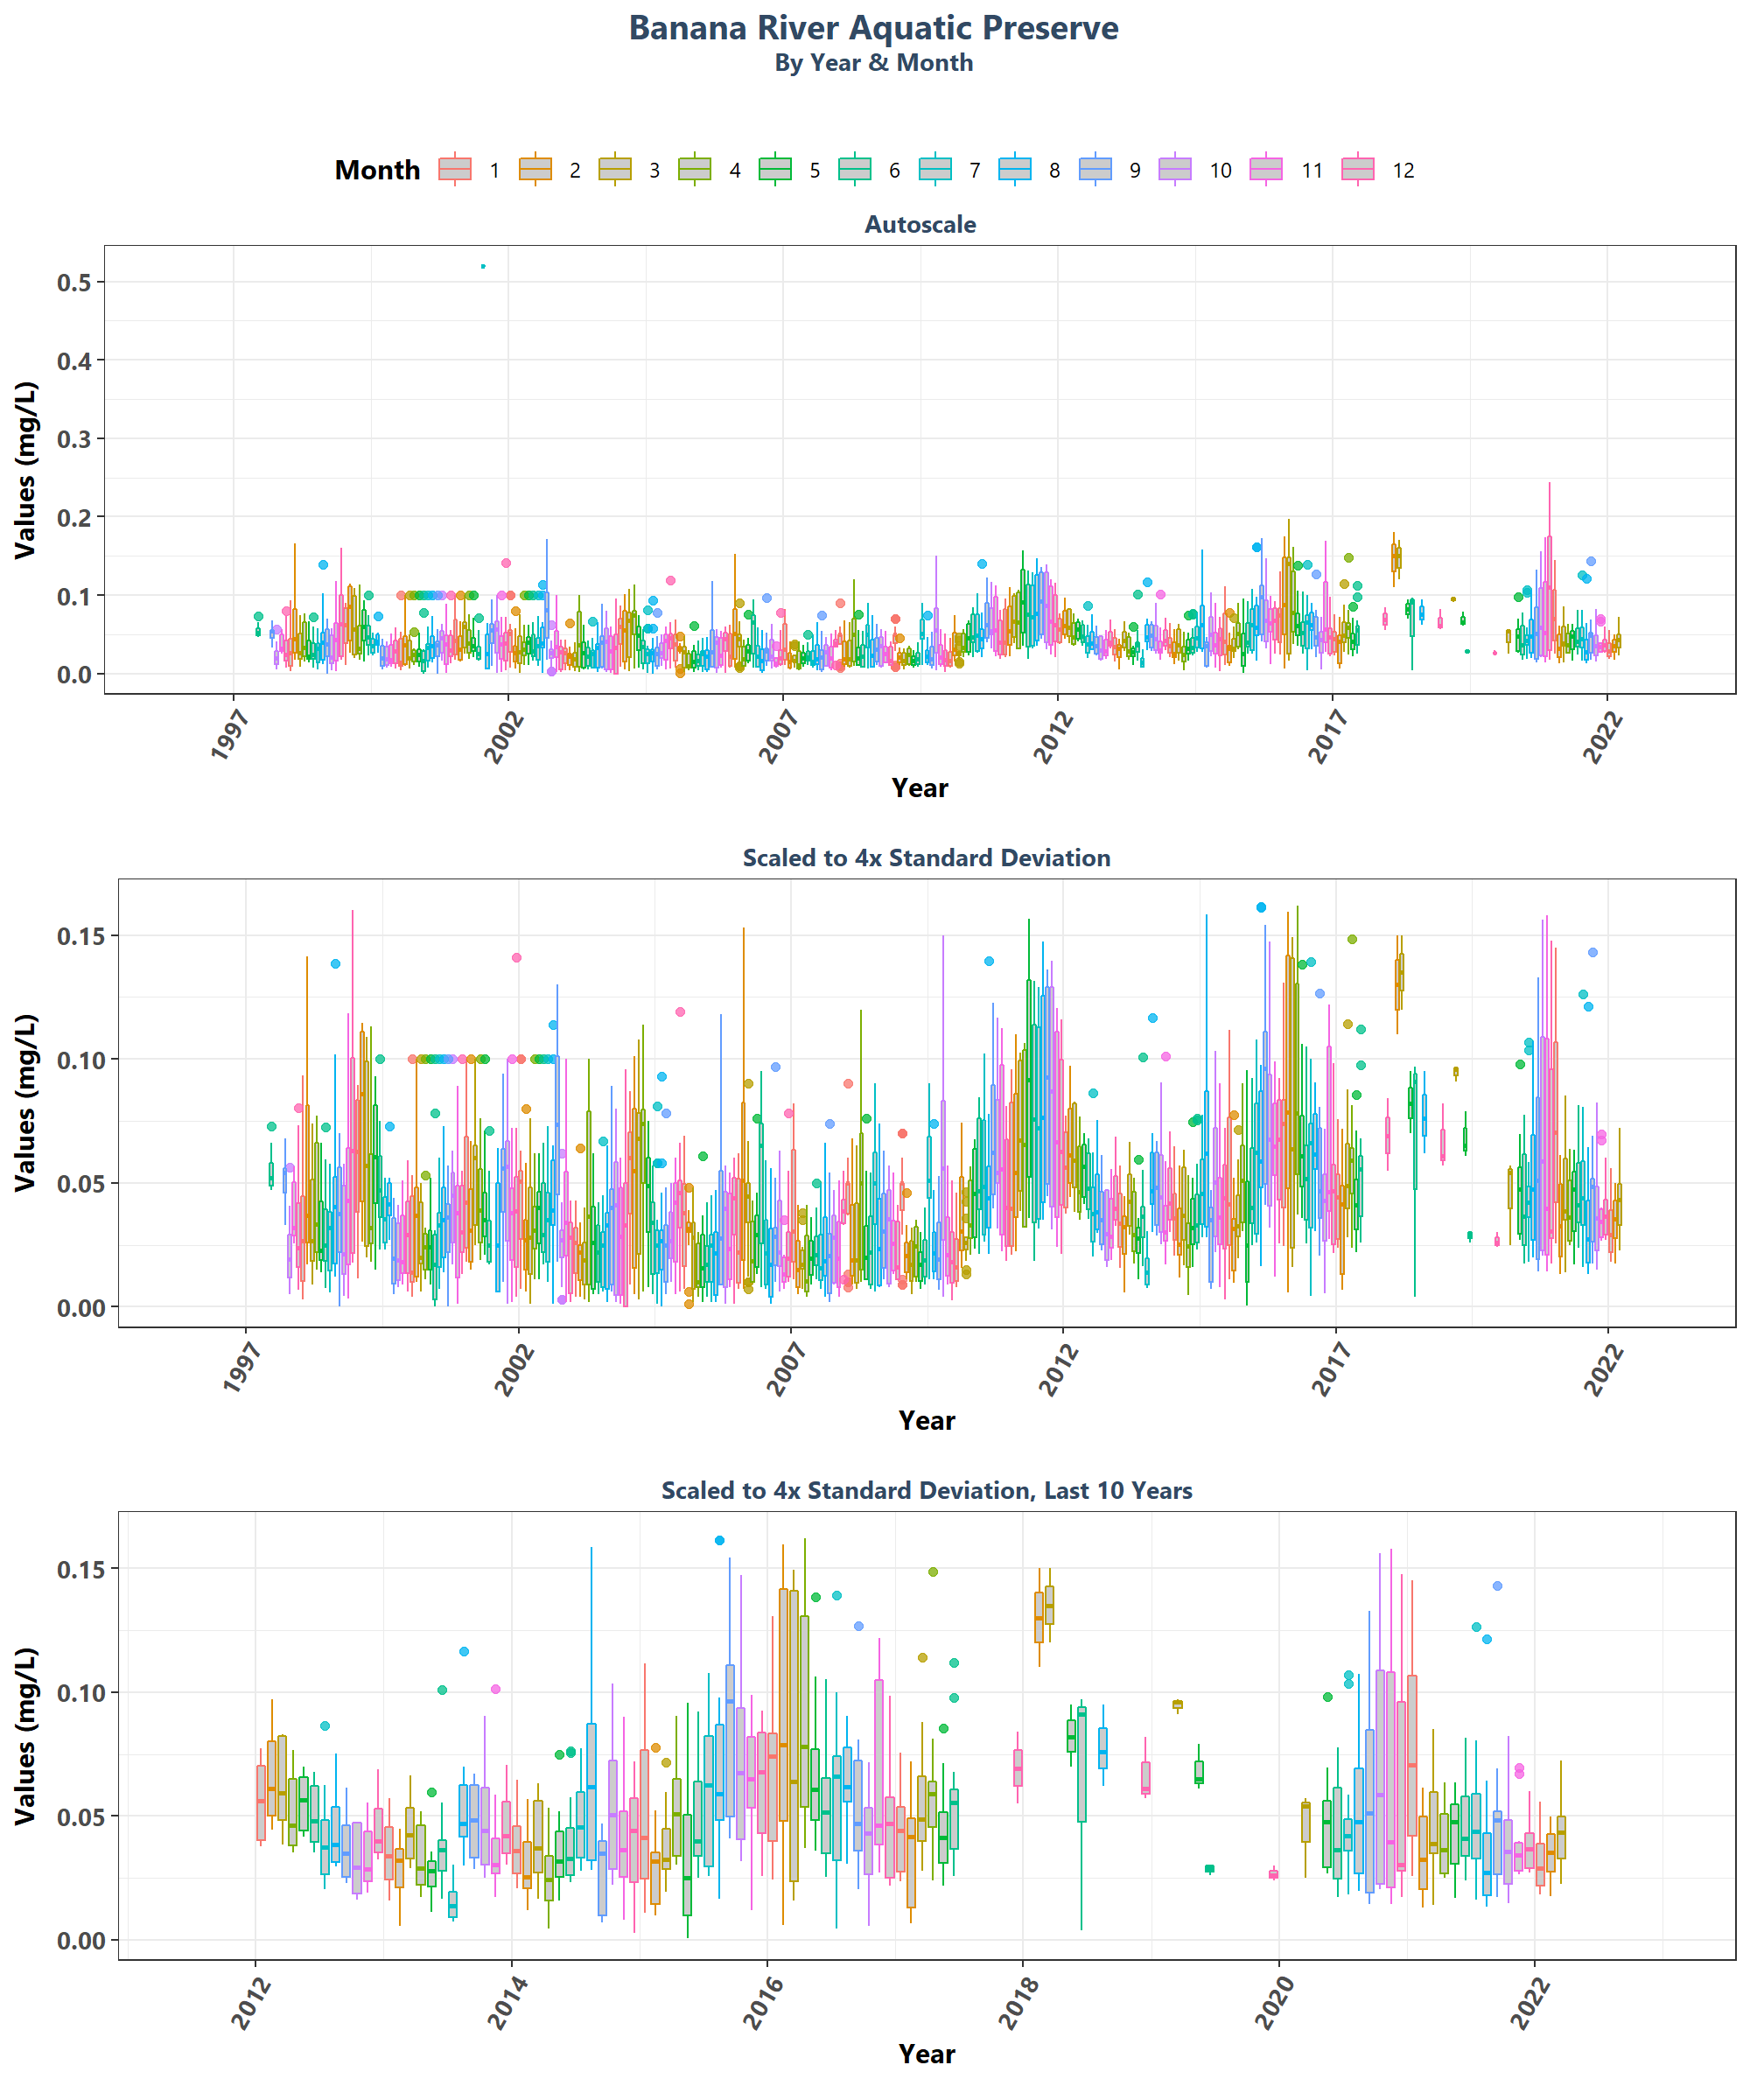 Banana River Aquatic Preserve
By Year & Month
Month 1 2 3 4 5 6 7 8 9 10 11 12
Autoscale
Values (mg/L)
0.5
0.4
0.3
0.2
0.1
0.0
1997 2002 2007 2012 2017 2022
Year
Scaled to 4x Standard Deviation
Values (mg/L)
0.15
0.10
0.05
0.00
1997 2002 2007 2012 2017 2022
Year
Scaled to 4x Standard Deviation, Last 10 Years
Values (mg/L)
0.15
0.10
0.05
0.00
2012 2014 2016 2018 2020 2022
Year